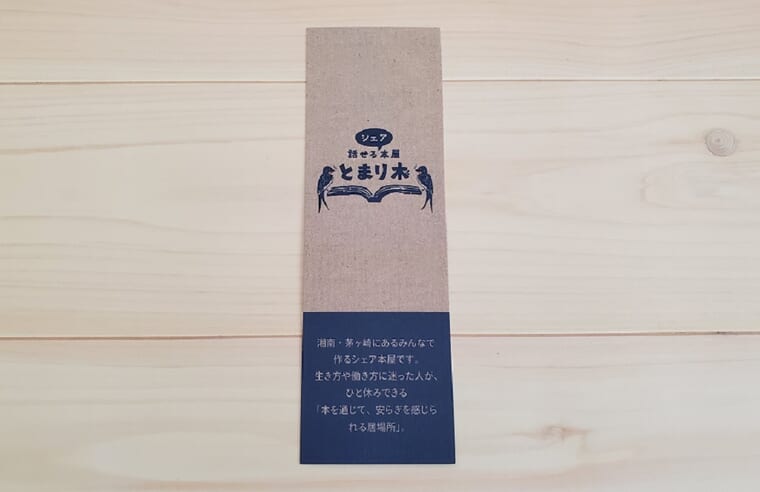 シェア
話せる本屋
とまり木
湘南・茅ヶ崎にあるみんなで
作るシェア本屋です。
生き方や働き方に迷った人が、
ひと休みできる
「本を通じて、安らぎを感じら
れる居場所」。